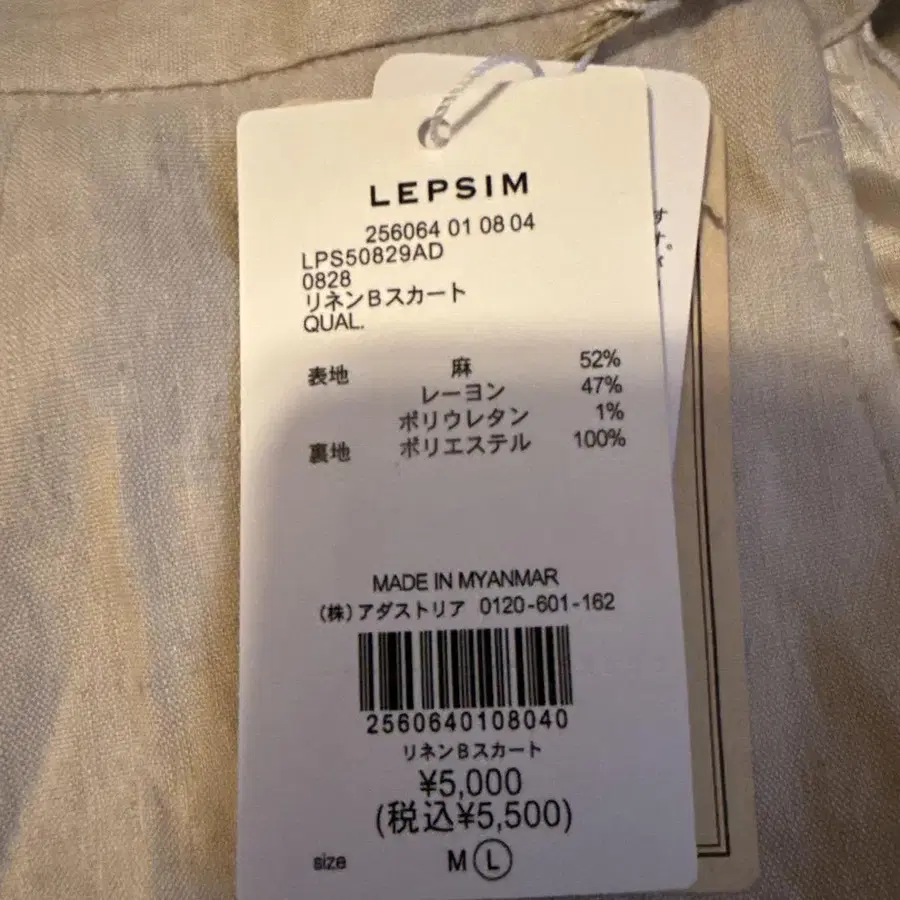 LEPSIM
256064 01 08 04
LPS50829AD
0828
リネンBスカート
QUAL.
表地 麻 52%
レーヨン 47%
ポリウレタン 1%
裏地 ポリエステル 100%
MADE IN MYANMAR
(株)アダストリア 0120-601-162
2560640108040
リネンBスカート
¥5,000
(税込¥5,500)
size M L
す
す。